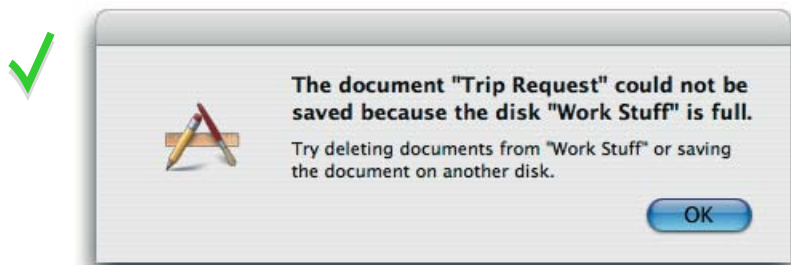 The document "Trip Request" could not be
saved because the disk "Work Stuff" is full.
Try deleting documents from "Work Stuff" or saving
the document on another disk.
OK